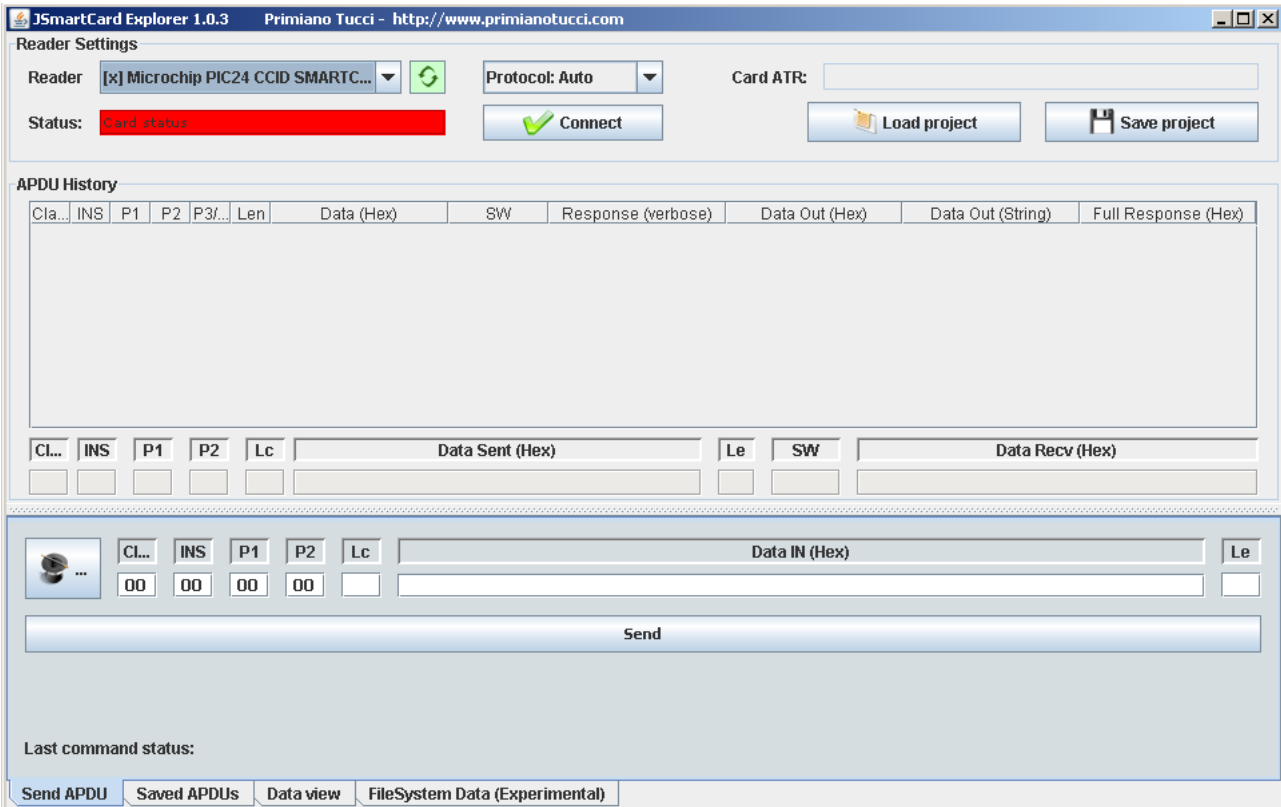 JSmartCard Explorer 1.0.3 Primiano Tucci - http://www.primianotucci.com
Reader Settings
Reader [x] Microchip PIC24 CCID SMARTC... Protocol: Auto Card ATR:
Status: Card status Connect Load project Save project
APDU History
Cla... INS P1 P2 P3/... Len Data (Hex) SW Response (verbose) Data Out (Hex) Data Out (String) Full Response (Hex)
Cl... INS P1 P2 Lc Data Sent (Hex) Le SW Data Recv (Hex)
... Cl... INS P1 P2 Lc Data IN (Hex) Le
00 00 00 00
Send
Last command status:
Send APDU Saved APDUs Data view FileSystem Data (Experimental)